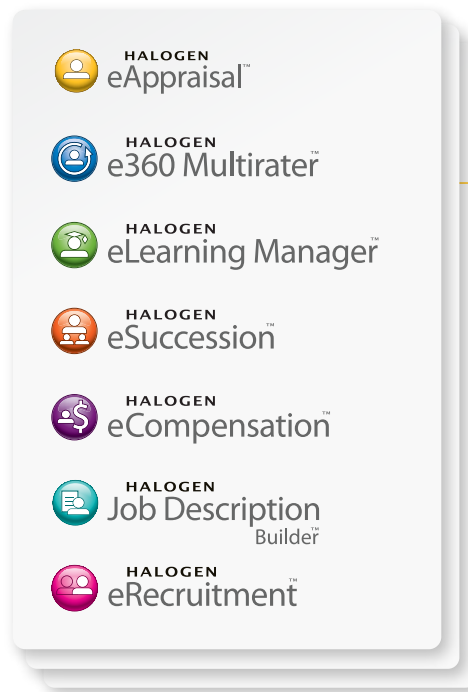 HALOGEN
eAppraisal™
HALOGEN
e360 Multirater™
HALOGEN
eLearning Manager™
HALOGEN
eSuccession™
HALOGEN
eCompensation™
HALOGEN
Job Description
Builder™
HALOGEN
eRecruitment™